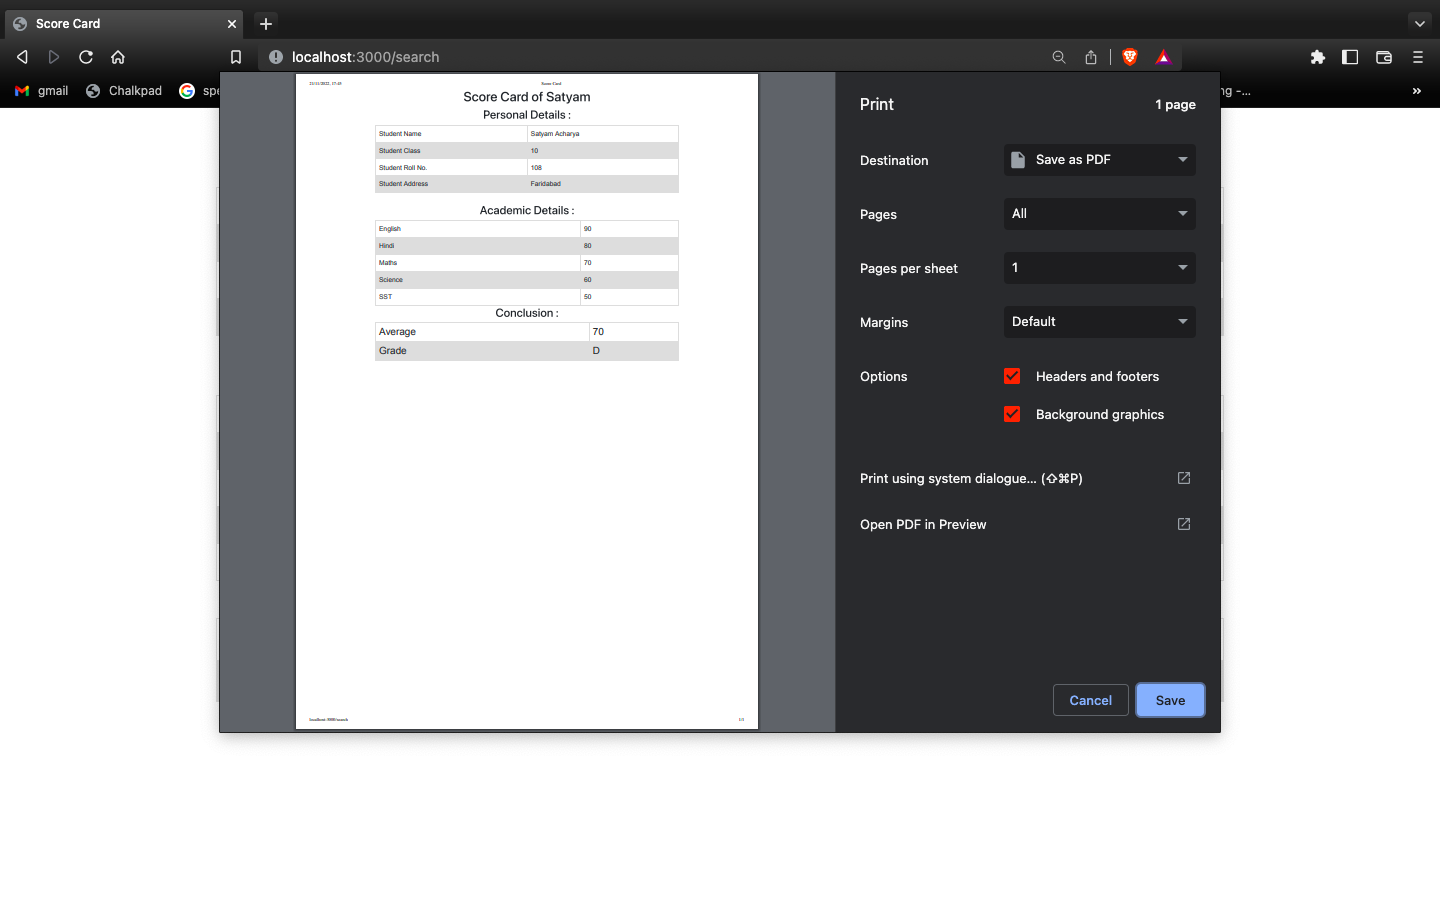 Score Card
localhost:3000/search
gmail
Chalkpad
spe
ng -...
21/11/2022, 17:43
Score Card
Score Card of Satyam
Personal Details :
Student Name Satyam Acharya
Student Class 10
Student Roll No. 108
Student Address Faridabad
Academic Details :
English 90
Hindi 80
Maths 70
Science 60
SST 50
Conclusion :
Average 70
Grade D
localhost:3000/search
1/1
Print
1 page
Destination Save as PDF
Pages All
Pages per sheet 1
Margins Default
Options Headers and footers
Background graphics
Print using system dialogue... (⇧⌘P)
Open PDF in Preview
Cancel Save